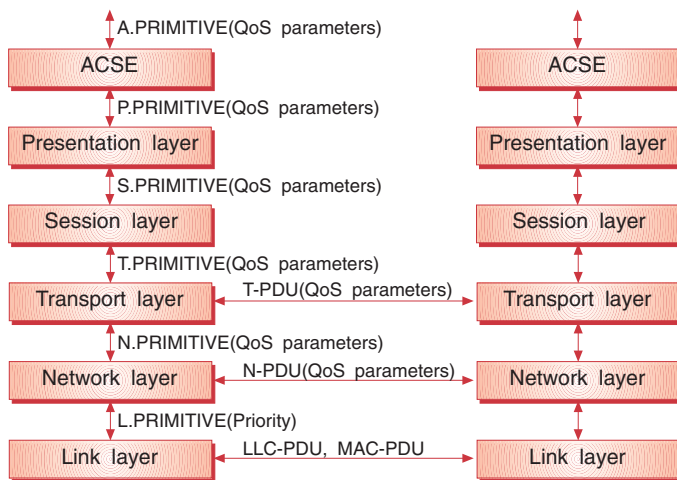 A.PRIMITIVE(QoS parameters)
ACSE ACSE
P.PRIMITIVE(QoS parameters)
Presentation layer Presentation layer
S.PRIMITIVE(QoS parameters)
Session layer Session layer
T.PRIMITIVE(QoS parameters)
Transport layer T-PDU(QoS parameters) Transport layer
N.PRIMITIVE(QoS parameters)
Network layer N-PDU(QoS parameters) Network layer
L.PRIMITIVE(Priority)
Link layer LLC-PDU, MAC-PDU Link layer